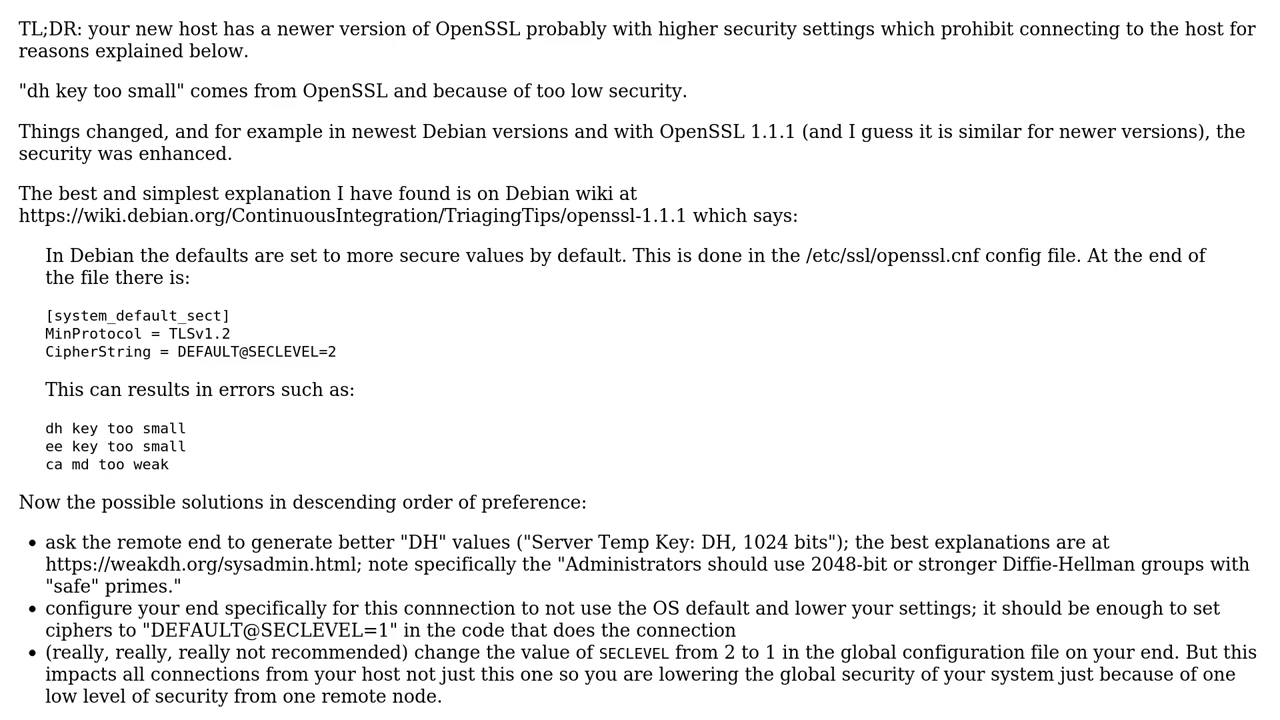 TL;DR: your new host has a newer version of OpenSSL probably with higher security settings which prohibit connecting to the host for
reasons explained below.
"dh key too small" comes from OpenSSL and because of too low security.
Things changed, and for example in newest Debian versions and with OpenSSL 1.1.1 (and I guess it is similar for newer versions), the
security was enhanced.
The best and simplest explanation I have found is on Debian wiki at
https://wiki.debian.org/ContinuousIntegration/TriagingTips/openssl-1.1.1 which says:
In Debian the defaults are set to more secure values by default. This is done in the /etc/ssl/openssl.cnf config file. At the end of
the file there is:
[system_default_sect]
MinProtocol = TLSv1.2
CipherString = DEFAULT@SECLEVEL=2
This can results in errors such as:
dh key too small
ee key too small
ca md too weak
Now the possible solutions in descending order of preference:
• ask the remote end to generate better "DH" values ("Server Temp Key: DH, 1024 bits"); the best explanations are at
https://weakdh.org/sysadmin.html; note specifically the "Administrators should use 2048-bit or stronger Diffie-Hellman groups with
"safe" primes."
• configure your end specifically for this connnection to not use the OS default and lower your settings; it should be enough to set
ciphers to "DEFAULT@SECLEVEL=1" in the code that does the connection
• (really, really, really not recommended) change the value of SECLEVEL from 2 to 1 in the global configuration file on your end. But this
impacts all connections from your host not just this one so you are lowering the global security of your system just because of one
low level of security from one remote node.